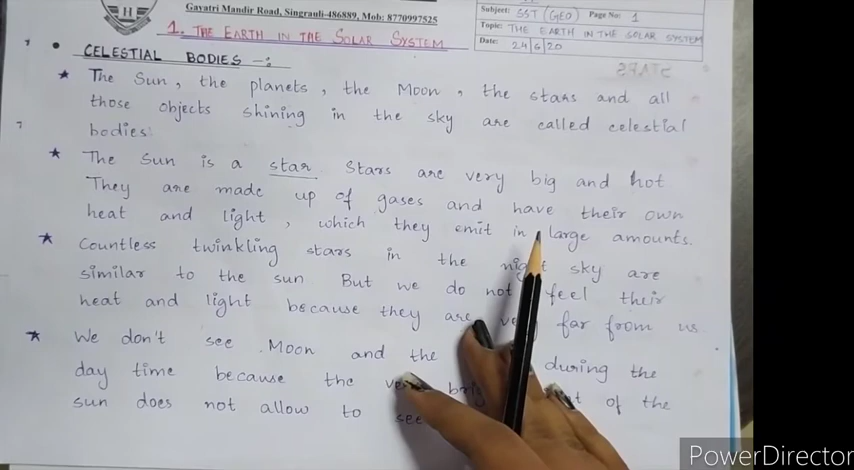 H
Gayatri Mandir Road, Singrauli-486889, Mob: 8770997525
Subject: SST (GEO) Page No: 1
Topic: THE EARTH IN THE SOLAR SYSTEM
Date: 24/6/20
1. THE EARTH IN THE SOLAR SYSTEM
STARS
• CELESTIAL BODIES -:
★ The Sun, the planets, the Moon, the stars and all
those objects shining in the sky are called celestial
bodies.
★ The Sun is a star. Stars are very big and hot
They are made up of gases and have their own
heat and light, which they emit in large amounts.
★ Countless twinkling stars in the night sky are
similar to the sun But we do not feel their
heat and light because they are very far from us
★ We don't see Moon and the during the
day time because the of the
sun does not allow to see
PowerDirector